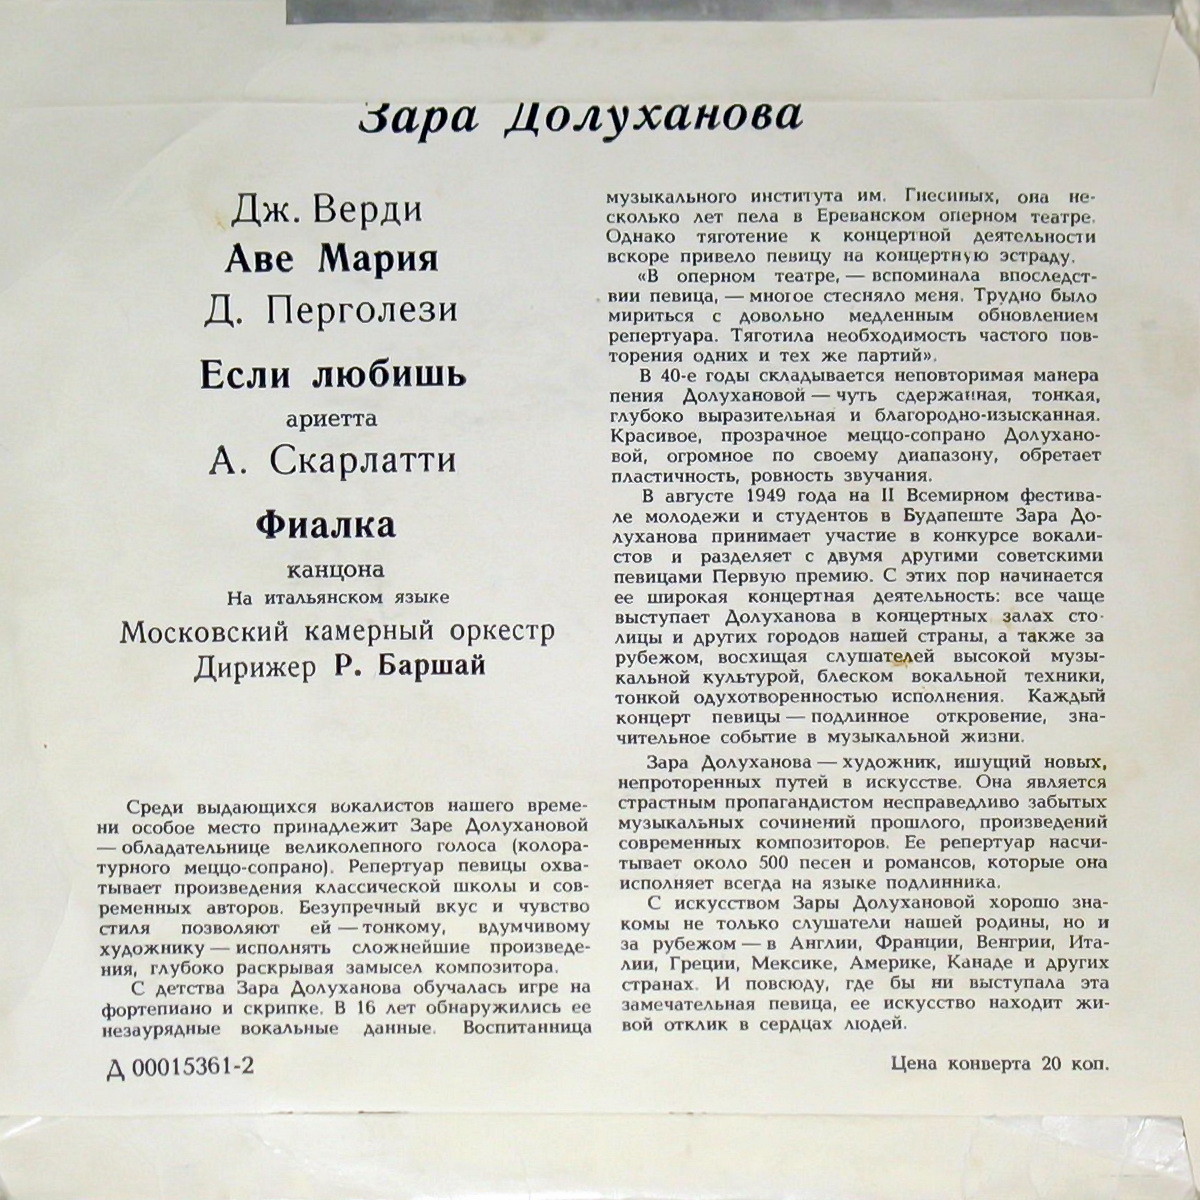 Зара Долуханова
Дж. Верди
Аве Мария
Д. Перголези
Если любишь
ариетта
А. Скарлатти
Фиалка
канцона
На итальянском языке
Московский камерный оркестр
Дирижер Р. Баршай
Среди выдающихся вокалистов нашего време-
ни особое место принадлежит Заре Долухановой
— обладательнице великолепного голоса (колора-
турного меццо-сопрано). Репертуар певицы охва-
тывает произведения классической школы и сов-
ременных авторов. Безупречный вкус и чувство
стиля позволяют ей — тонкому, вдумчивому
художнику — исполнять сложнейшие произведе-
ния, глубоко раскрывая замысел композитора.
С детства Зара Долуханова обучалась игре на
фортепиано и скрипке. В 16 лет обнаружились ее
незаурядные вокальные данные. Воспитанница
музыкального института им. Гнесиных, она не-
сколько лет пела в Ереванском оперном театре.
Однако тяготение к концертной деятельности
вскоре привело певицу на концертную эстраду.
«В оперном театре, — вспоминала впоследст-
вии певица, — многое стесняло меня. Трудно было
мириться с довольно медленным обновлением
репертуара. Тяготила необходимость частого пов-
торения одних и тех же партий».
В 40-е годы складывается неповторимая манера
пения Долухановой — чуть сдержанная, тонкая,
глубоко выразительная и благородно-изысканная.
Красивое, прозрачное меццо-сопрано Долухано-
вой, огромное по своему диапазону, обретает
пластичность, ровность звучания.
В августе 1949 года на II Всемирном фестива-
ле молодежи и студентов в Будапеште Зара До-
луханова принимает участие в конкурсе вокали-
стов и разделяет с двумя другими советскими
певицами Первую премию. С этих пор начинается
ее широкая концертная деятельность: все чаще
выступает Долуханова в концертных залах сто-
лицы и других городов нашей страны, а также за
рубежом, восхищая слушателей высокой музы-
кальной культурой, блеском вокальной техники,
тонкой одухотворенностью исполнения. Каждый
концерт певицы — подлинное откровение, зна-
чительное событие в музыкальной жизни.
Зара Долуханова — художник, ищущий новых,
непроторенных путей в искусстве. Она является
страстным пропагандистом несправедливо забытых
музыкальных сочинений прошлого, произведений
современных композиторов. Ее репертуар насчи-
тывает около 500 песен и романсов, которые она
исполняет всегда на языке подлинника.
С искусством Зары Долухановой хорошо зна-
комы не только слушатели нашей родины, но и
за рубежом — в Англии, Франции, Венгрии, Ита-
лии, Греции, Мексике, Америке, Канаде и других
странах. И повсюду, где бы ни выступала эта
замечательная певица, ее искусство находит жи-
вой отклик в сердцах людей.
Д 00015361-2
Цена конверта 20 коп.